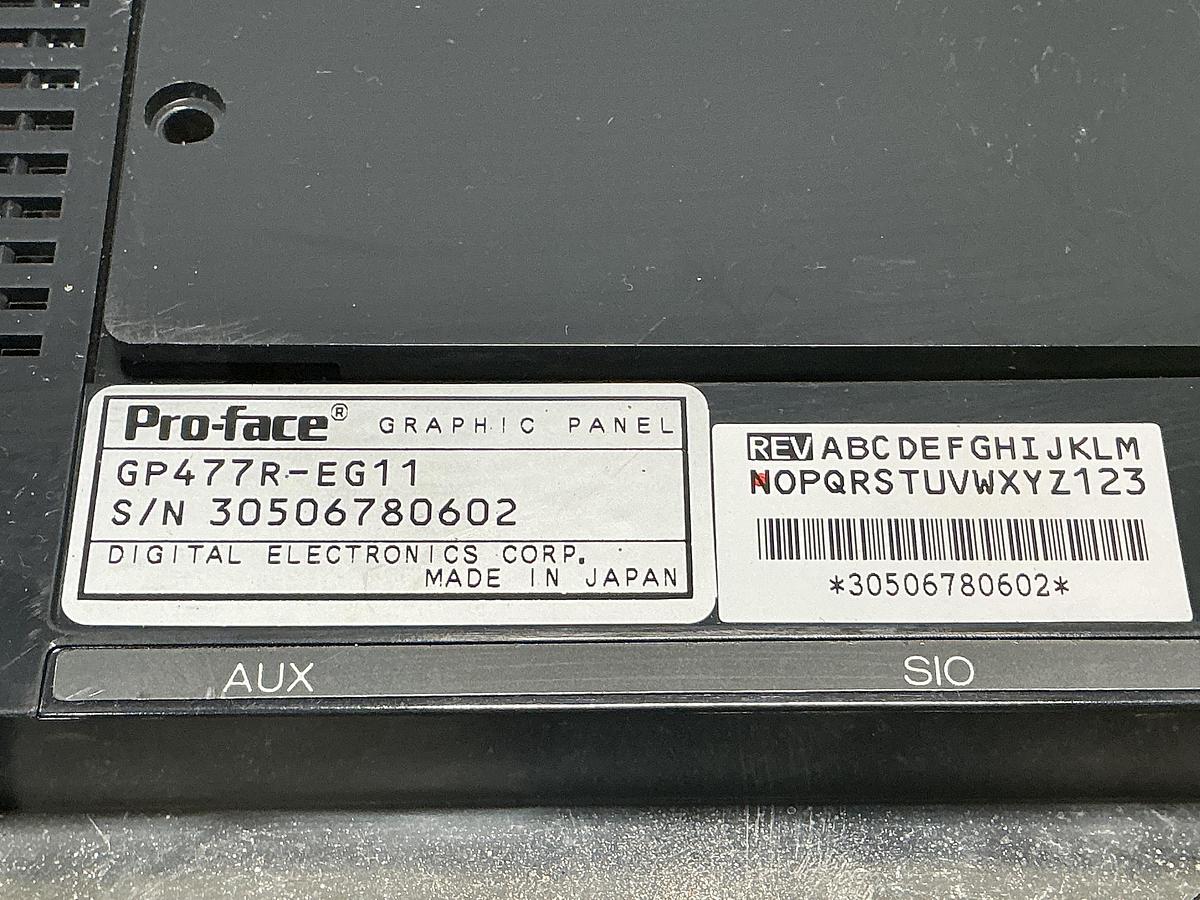 Pro-face® GRAPHIC PANEL
GP477R-EG11
S/N 30506780602
DIGITAL ELECTRONICS CORP.
MADE IN JAPAN
REV ABCDEFGHIJKLM
NOPQRSTUVWXYZ123
*30506780602*
AUX
SIO